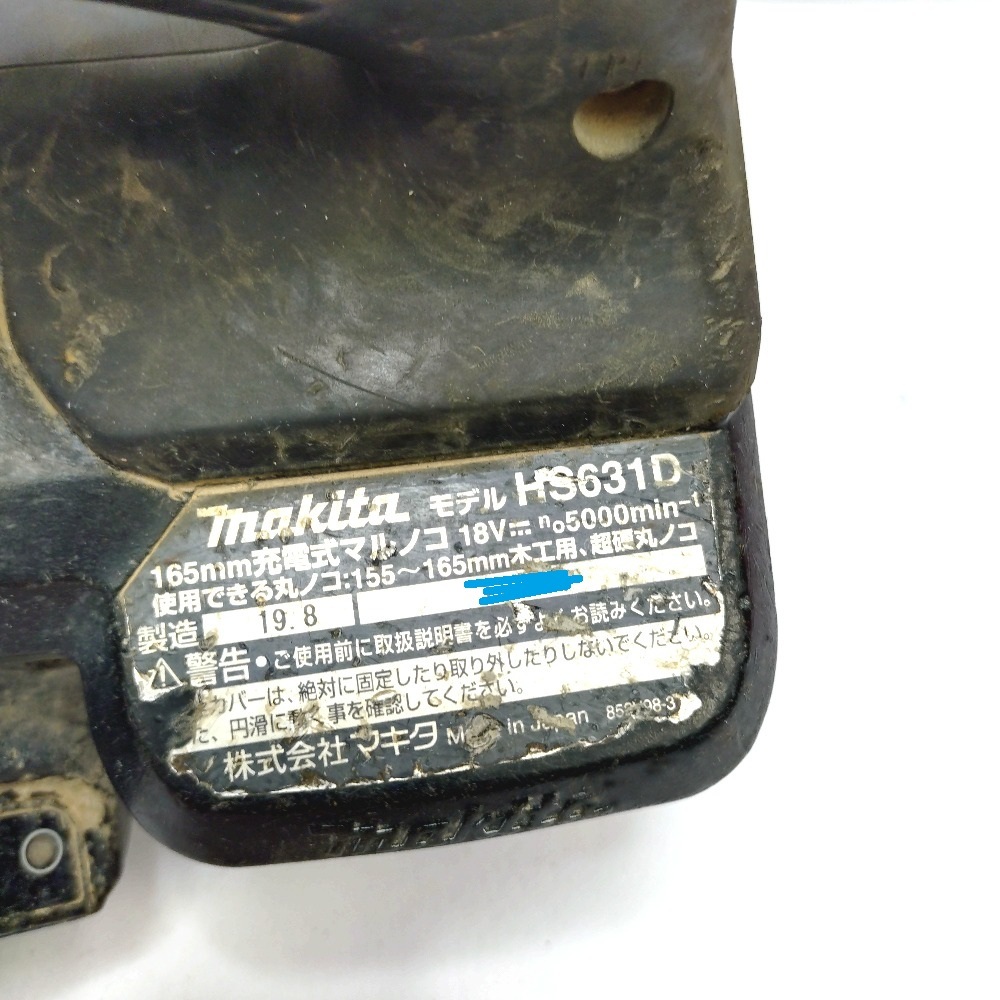 makita モデル HS631D
165mm充電式マルノコ 18V n₀5000min⁻¹
使用できる丸ノコ:155～165mm木工用、超硬丸ノコ
製造 19.8
警告・ご使用前に取扱説明書を必ずよくお読みください。
カバーは、絶対に固定したり取り外したりしないでください。
た、円滑に動く事を確認してください。
株式会社マキタ Made in Japan
makita